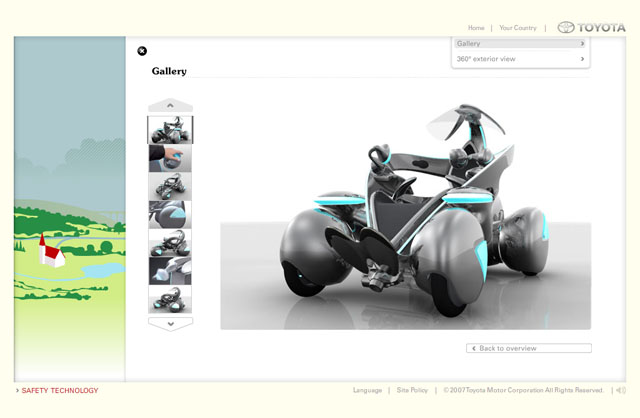 Home | Your Country | TOYOTA
Gallery
360° exterior view
Gallery
Back to overview
SAFETY TECHNOLOGY
Language | Site Policy | ©2007 Toyota Motor Corporation All Rights Reserved. |